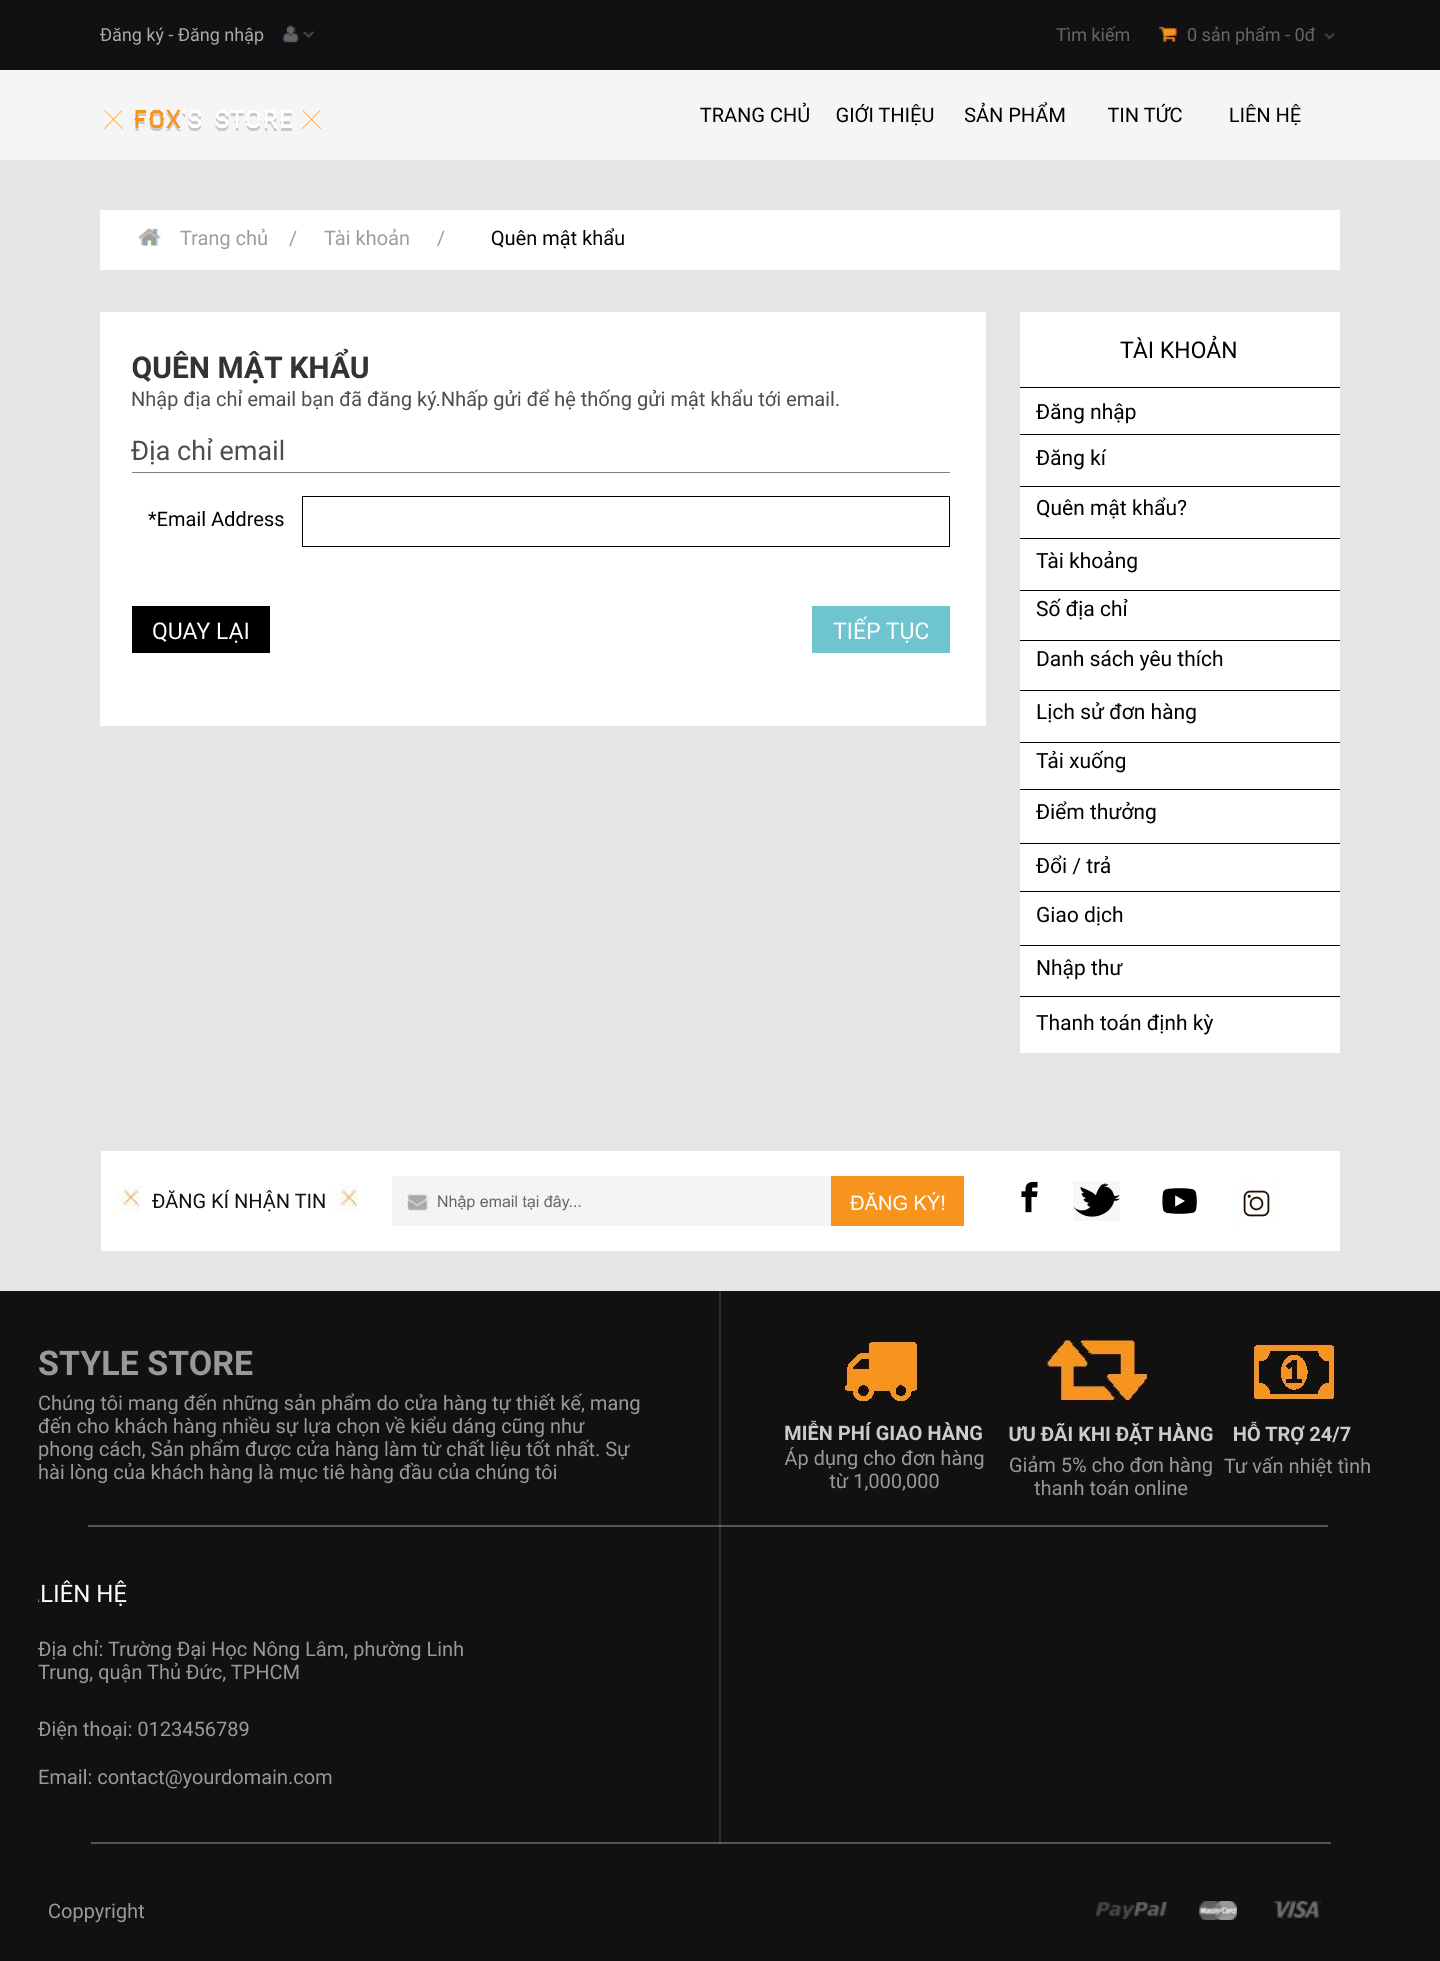 Đăng ký - Đăng nhập
Tìm kiếm
0 sản phẩm - 0đ
FOX'S STORE
TRANG CHỦ
GIỚI THIỆU
SẢN PHẨM
TIN TỨC
LIÊN HỆ
Trang chủ / Tài khoản / Quên mật khẩu
QUÊN MẬT KHẨU
Nhập địa chỉ email bạn đã đăng ký.Nhấp gửi để hệ thống gửi mật khẩu tới email.
Địa chỉ email
*Email Address
QUAY LẠI
TIẾP TỤC
TÀI KHOẢN
Đăng nhập
Đăng kí
Quên mật khẩu?
Tài khoảng
Số địa chỉ
Danh sách yêu thích
Lịch sử đơn hàng
Tải xuống
Điểm thưởng
Đổi / trả
Giao dịch
Nhập thư
Thanh toán định kỳ
ĐĂNG KÍ NHẬN TIN
Nhập email tại đây...
ĐĂNG KÝ!
STYLE STORE
Chúng tôi mang đến những sản phẩm do cửa hàng tự thiết kế, mang
đến cho khách hàng nhiều sự lựa chọn về kiểu dáng cũng như
phong cách, Sản phẩm được cửa hàng làm từ chất liệu tốt nhất. Sự
hài lòng của khách hàng là mục tiê hàng đầu của chúng tôi
1
MIỄN PHÍ GIAO HÀNG
Áp dụng cho đơn hàng
từ 1,000,000
ƯU ĐÃI KHI ĐẶT HÀNG
Giảm 5% cho đơn hàng
thanh toán online
HỖ TRỢ 24/7
Tư vấn nhiệt tình
LIÊN HỆ
Địa chỉ: Trường Đại Học Nông Lâm, phường Linh
Trung, quận Thủ Đức, TPHCM
Điện thoại: 0123456789
Email: contact@yourdomain.com
Coppyright
PayPal
MasterCard
VISA